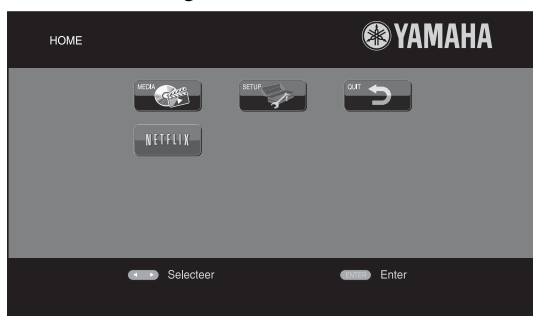 HOME
YAMAHA
MEDIA
SETUP
QUIT
NETFLIX
Selecteer
ENTER Enter